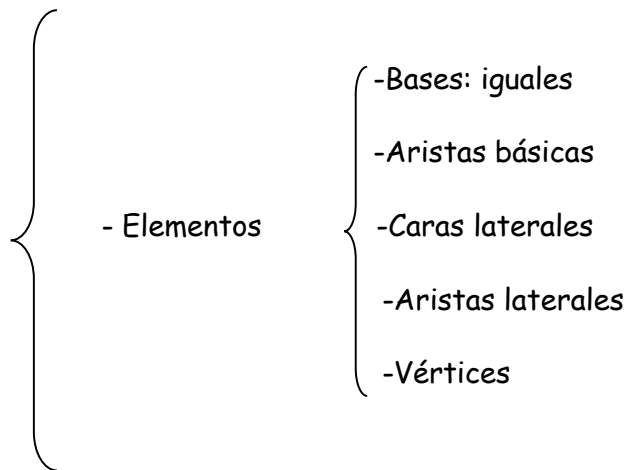 -Bases: iguales
-Aristas básicas
- Elementos
-Caras laterales
-Aristas laterales
-Vértices